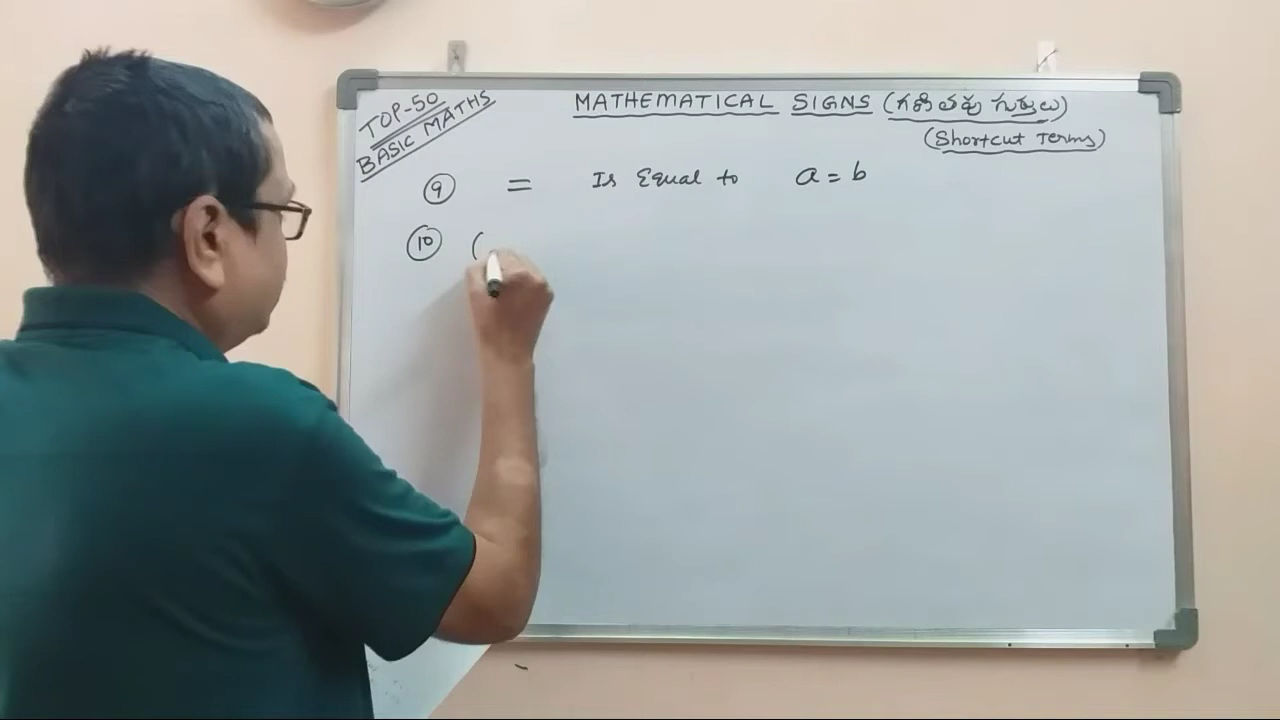 TOP-50
BASIC MATHS
MATHEMATICAL SIGNS (గణితపు గుర్తులు)
(Shortcut Terms)
9 = Is Equal to a = b
10 (